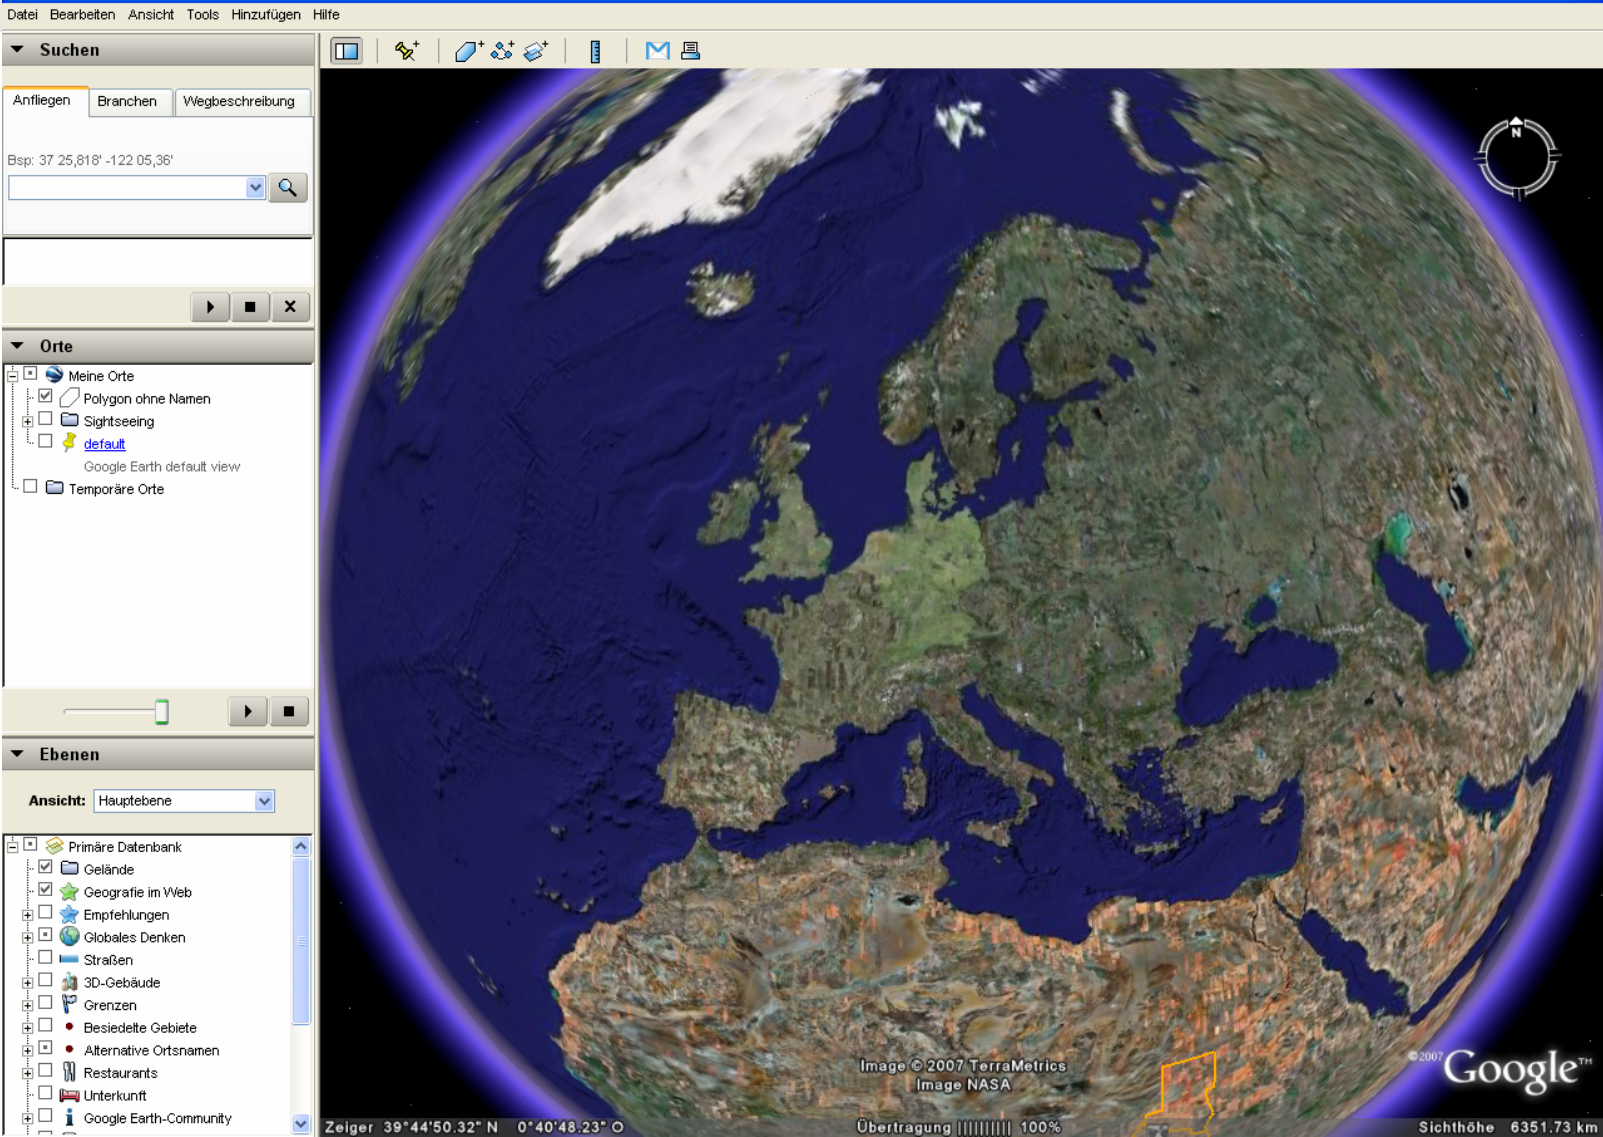 Datei Bearbeiten Ansicht Tools Hinzufügen Hilfe
Suchen
Anfliegen Branchen Wegbeschreibung
Bsp: 37 25,818' -122 05,36'
Orte
Meine Orte
Polygon ohne Namen
Sightseeing
default
Google Earth default view
Temporäre Orte
Ebenen
Ansicht: Hauptebene
Primäre Datenbank
Gelände
Geografie im Web
Empfehlungen
Globales Denken
Straßen
3D-Gebäude
Grenzen
Besiedelte Gebiete
Alternative Ortsnamen
Restaurants
Unterkunft
Google Earth-Community
N
Image © 2007 TerraMetrics
Image NASA
©2007 Google™
Zeiger 39°44'50.32" N 0°40'48.23" O
Übertragung |||||||||| 100%
Sichthöhe 6351.73 km